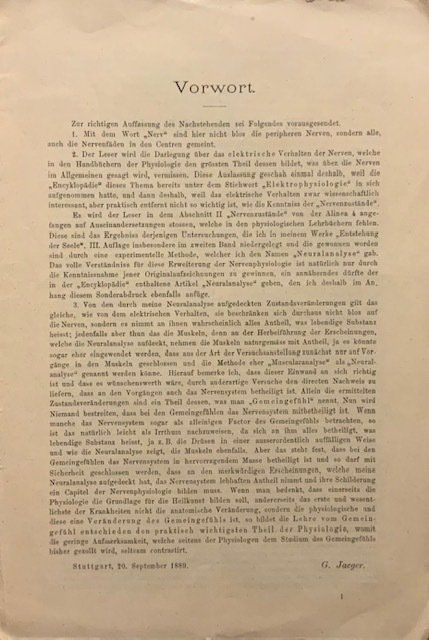 Vorwort.
Zur richtigen Auffassung des Nachstehenden sei Folgendes vorausgesendet.
1. Mit dem Wort „Nerv“ sind hier nicht blos die peripheren Nerven, sondern alle,
auch die Nervenfäden in den Centren gemeint.
2. Der Leser wird die Darlegung über das elektrische Verhalten der Nerven, welche
in den Handbüchern der Physiologie den grössten Theil dessen bildet, was über die Nerven
im Allgemeinen gesagt wird, vermissen. Diese Auslassung geschah einmal deshalb, weil die
„Encyklopädie“ dieses Thema bereits unter dem Stichwort „Elektrophysiologie“ in sich
aufgenommen hatte, und dann deshalb, weil das elektrische Verhalten zwar wissenschaftlich
interessant, aber praktisch entfernt nicht so wichtig ist, wie die Kenntniss der „Nervenzustände“.
Es wird der Leser in dem Abschnitt II „Nervenzustände“ von der Alinea 4 ange-
fangen auf Auseinandersetzungen stossen, welche in den physiologischen Lehrbüchern fehlen.
Diese sind das Ergebniss derjenigen Untersuchungen, die ich in meinem Werke „Entstehung
der Seele“, III. Auflage insbesondere im zweiten Band niedergelegt und die gewonnen worden
sind durch eine experimentelle Methode, welcher ich den Namen „Neuralanalyse“ gab.
Das volle Verständniss für diese Erweiterung der Nervenphysiologie ist natürlich nur durch
die Kenntnissnahme jener Originalaufzeichnungen zu gewinnen, ein annäherndes dürfte der
in der „Encyklopädie“ enthaltene Artikel „Neuralanalyse“ geben, den ich deshalb im An-
hang diesem Sonderabdruck ebenfalls anfüge.
3. Von den durch meine Neuralanalyse aufgedeckten Zustandsveränderungen gilt das
gleiche, wie von dem elektrischen Verhalten, sie beschränken sich durchaus nicht blos auf
die Nerven, sondern es nimmt an ihnen wahrscheinlich alles Antheil, was lebendige Substanz
heisst; jedenfalls aber thun das die Muskeln, denn an der Herbeiführung der Erscheinungen,
welche die Neuralanalyse aufdeckt, nehmen die Muskeln naturgemäss mit Antheil, ja es könnte
sogar eher eingewendet werden, dass aus der Art der Versuchsanstellung zunächst nur auf Vor-
gänge in den Muskeln geschlossen und die Methode eher „Muscularanalyse“ als „Neural-
analyse“ genannt werden könne. Hierauf bemerke ich, dass dieser Einwand an sich richtig
ist und dass es wünschenswerth wäre, durch andersartige Versuche den directen Nachweis zu
liefern, dass an den Vorgängen auch das Nervensystem betheiligt ist. Allein die ermittelten
Zustandsveränderungen sind ein Theil dessen, was man „Gemeingefühl“ nennt. Nun wird
Niemand bestreiten, dass bei den Gemeingefühlen das Nervensystem mitbetheiligt ist. Wenn
manche das Nervensystem sogar als alleinigen Factor des Gemeingefühls betrachten, so
ist das natürlich leicht als Irrthum nachzuweisen, da sich an ihm alles betheiligt, was
lebendige Substanz heisst, ja z. B. die Drüsen in einer ausserordentlich auffälligen Weise
und wie die Neuralanalyse zeigt, die Muskeln ebenfalls. Aber das steht fest, dass bei den
Gemeingefühlen das Nervensystem in hervorragendem Masse betheiligt ist und so darf mit
Sicherheit geschlossen werden, dass an den merkwürdigen Erscheinungen, welche meine
Neuralanalyse aufgedeckt hat, das Nervensystem lebhaften Antheil nimmt und ihre Schilderung
ein Capitel der Nervenphysiologie bilden muss. Wenn man bedenkt, dass einerseits die
Physiologie die Grundlage für die Heilkunst bilden soll, andererseits das erste und wesent-
lichste der Krankheiten nicht die anatomische Veränderung, sondern die physiologische und
diese eine Veränderung des Gemeingefühls ist, so bildet die Lehre vom Gemein-
gefühl entschieden den praktisch wichtigsten Theil der Physiologie, womit
die geringe Aufmerksamkeit, welche seitens der Physiologen dem Studium des Gemeingefühls
bisher gezollt wird, seltsam contrastirt.
Stuttgart, 20. September 1889. G. Jaeger.
1